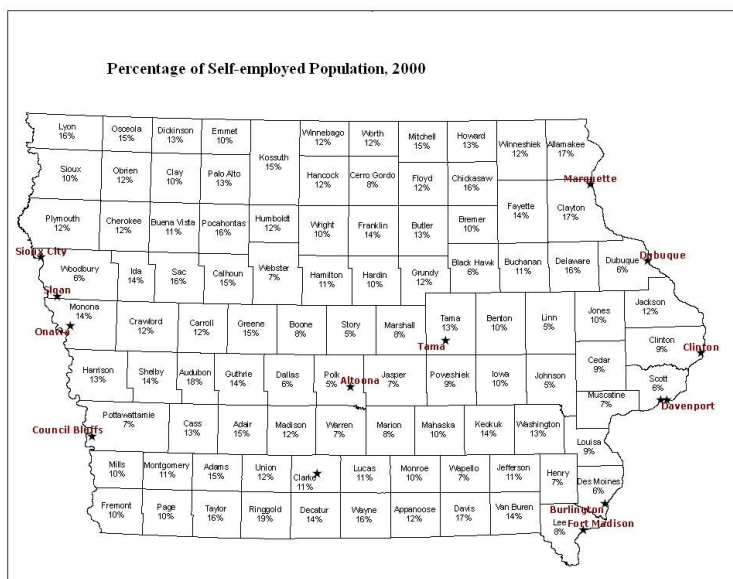 Percentage of Self-employed Population, 2000
Lyon
16%
Osceola
15%
Dickinson
13%
Emmet
10%
Kossuth
15%
Winnebago
12%
Worth
12%
Mitchell
15%
Howard
13%
Winneshiek
12%
Allamakee
17%
Sioux
10%
Obrien
12%
Clay
10%
Palo Alto
13%
Hancock
12%
Cerro Gordo
8%
Floyd
12%
Chickasaw
16%
Marquette
Fayette
14%
Clayton
17%
Plymouth
12%
Cherokee
12%
Buena Vista
11%
Pocahontas
16%
Humboldt
12%
Wright
10%
Franklin
14%
Butler
13%
Bremer
10%
Sioux City
Woodbury
6%
Ida
14%
Sac
16%
Calhoun
15%
Webster
7%
Hamilton
11%
Hardin
10%
Grundy
12%
Black Hawk
6%
Buchanan
11%
Delaware
16%
Dubuque
6%
Dubuque
Sloan
Monona
14%
Onawa
Crawford
12%
Carroll
12%
Greene
15%
Boone
8%
Story
5%
Marshall
8%
Tama
13%
Tama
Benton
10%
Linn
5%
Jones
10%
Jackson
12%
Clinton
9%
Clinton
Harrison
13%
Shelby
14%
Audubon
18%
Guthrie
14%
Dallas
6%
Polk
5%
Altoona
Jasper
7%
Poweshiek
9%
Iowa
10%
Johnson
5%
Cedar
9%
Scott
6%
Davenport
Muscatine
7%
Pottawattamie
7%
Council Bluffs
Cass
13%
Adair
15%
Madison
12%
Warren
7%
Marion
8%
Mahaska
10%
Keokuk
14%
Washington
13%
Louisa
9%
Mills
10%
Montgomery
11%
Adams
15%
Union
12%
Clarke
11%
Lucas
11%
Monroe
10%
Wapello
7%
Jefferson
11%
Henry
7%
Des Moines
6%
Burlington
Fremont
10%
Page
10%
Taylor
16%
Ringgold
19%
Decatur
14%
Wayne
16%
Appanoose
12%
Davis
17%
Van Buren
14%
Lee
8%
Fort Madison